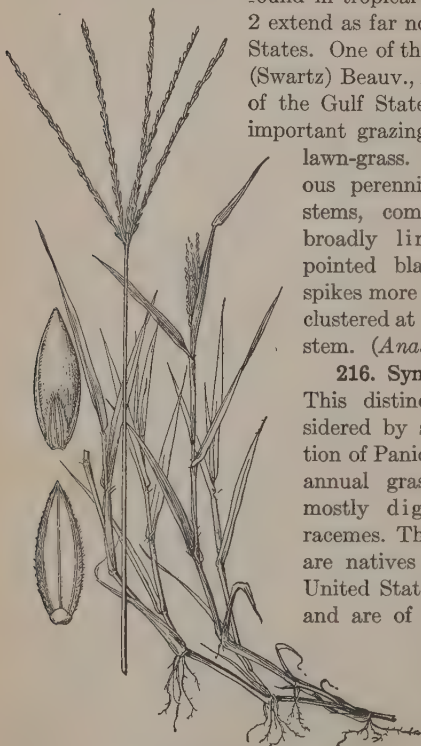 found in tropical
2 extend as far no
States. One of th
(Swartz) Beauv.,
of the Gulf State
important grazing
lawn-grass.
ous perenni
stems, com
broadly lin
pointed bla
spikes more
clustered at
stem. (Anas
216. Syn
This distinc
sidered by s
tion of Panic
annual gras
mostly dig
racemes. Th
are natives
United Stat
and are of